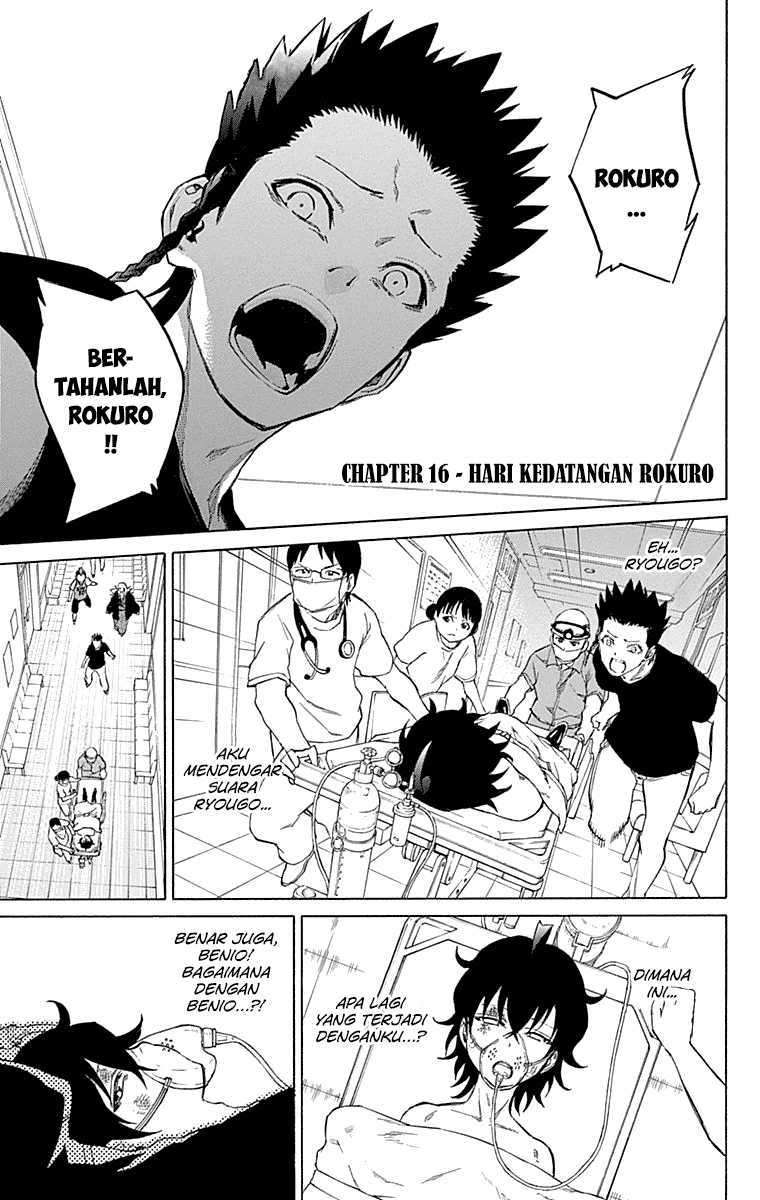 ROKURO
...
BER-
TAHANLAH,
ROKURO
!!
CHAPTER 16 - HARI KEDATANGAN ROKURO
EH...
RYOUGO?
AKU
MENDENGAR
SUARA
RYOUGO...
DIMANA
INI...
APA LAGI
YANG TERJADI
DENGANKU...?
BENAR JUGA,
BENIO!
BAGAIMANA
DENGAN
BENIO...?!